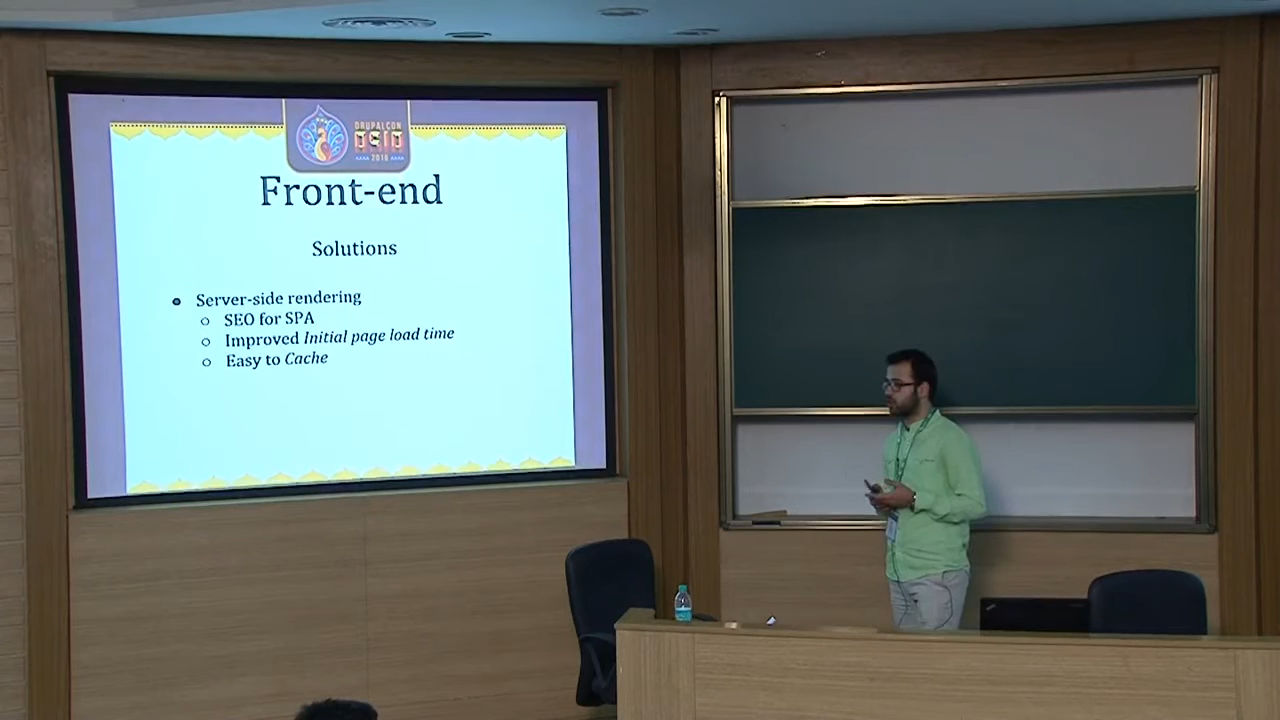 DRUPALCON
ASIA
2016
Front-end
Solutions
Server-side rendering
SEO for SPA
Improved Initial page load time
Easy to Cache